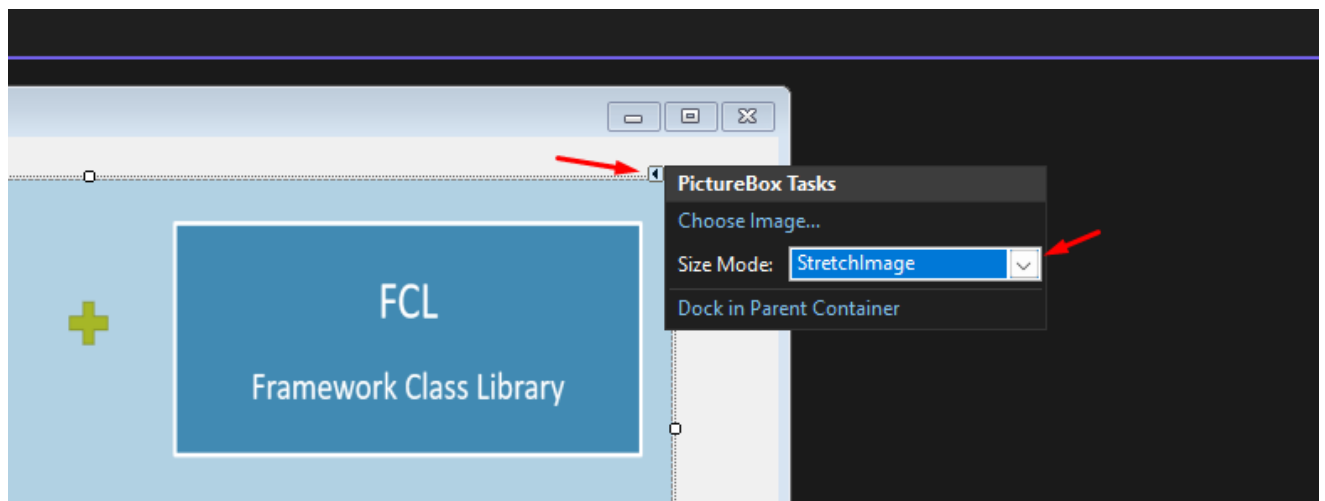 PictureBox Tasks
Choose Image...
Size Mode: StretchImage
Dock in Parent Container
FCL
Framework Class Library